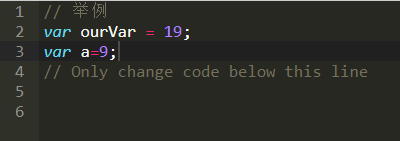 1 // 举例
2 var ourVar = 19;
3 var a=9;
4 // Only change code below this line
5
6